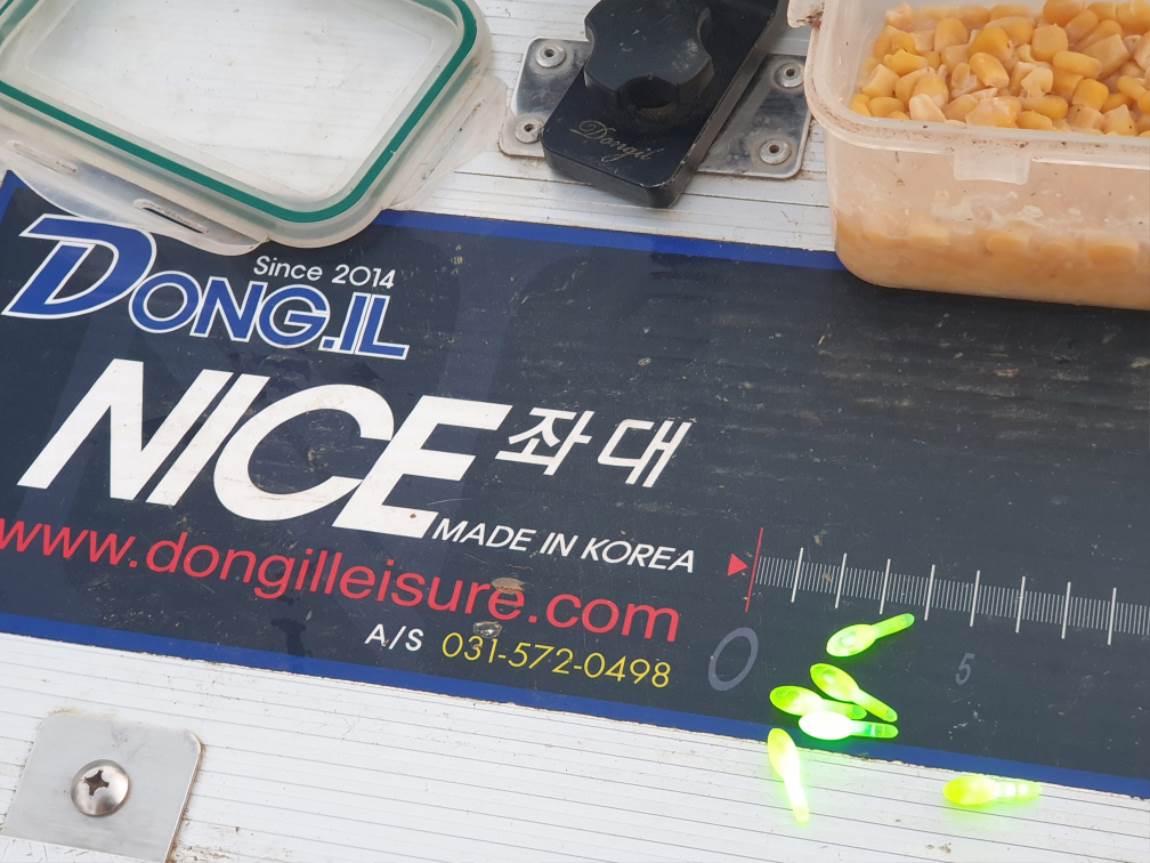 Dongil
Since 2014
DONG.IL
NICE 좌대
MADE IN KOREA
www.dongilleisure.com
A/S 031-572-0498
0 5